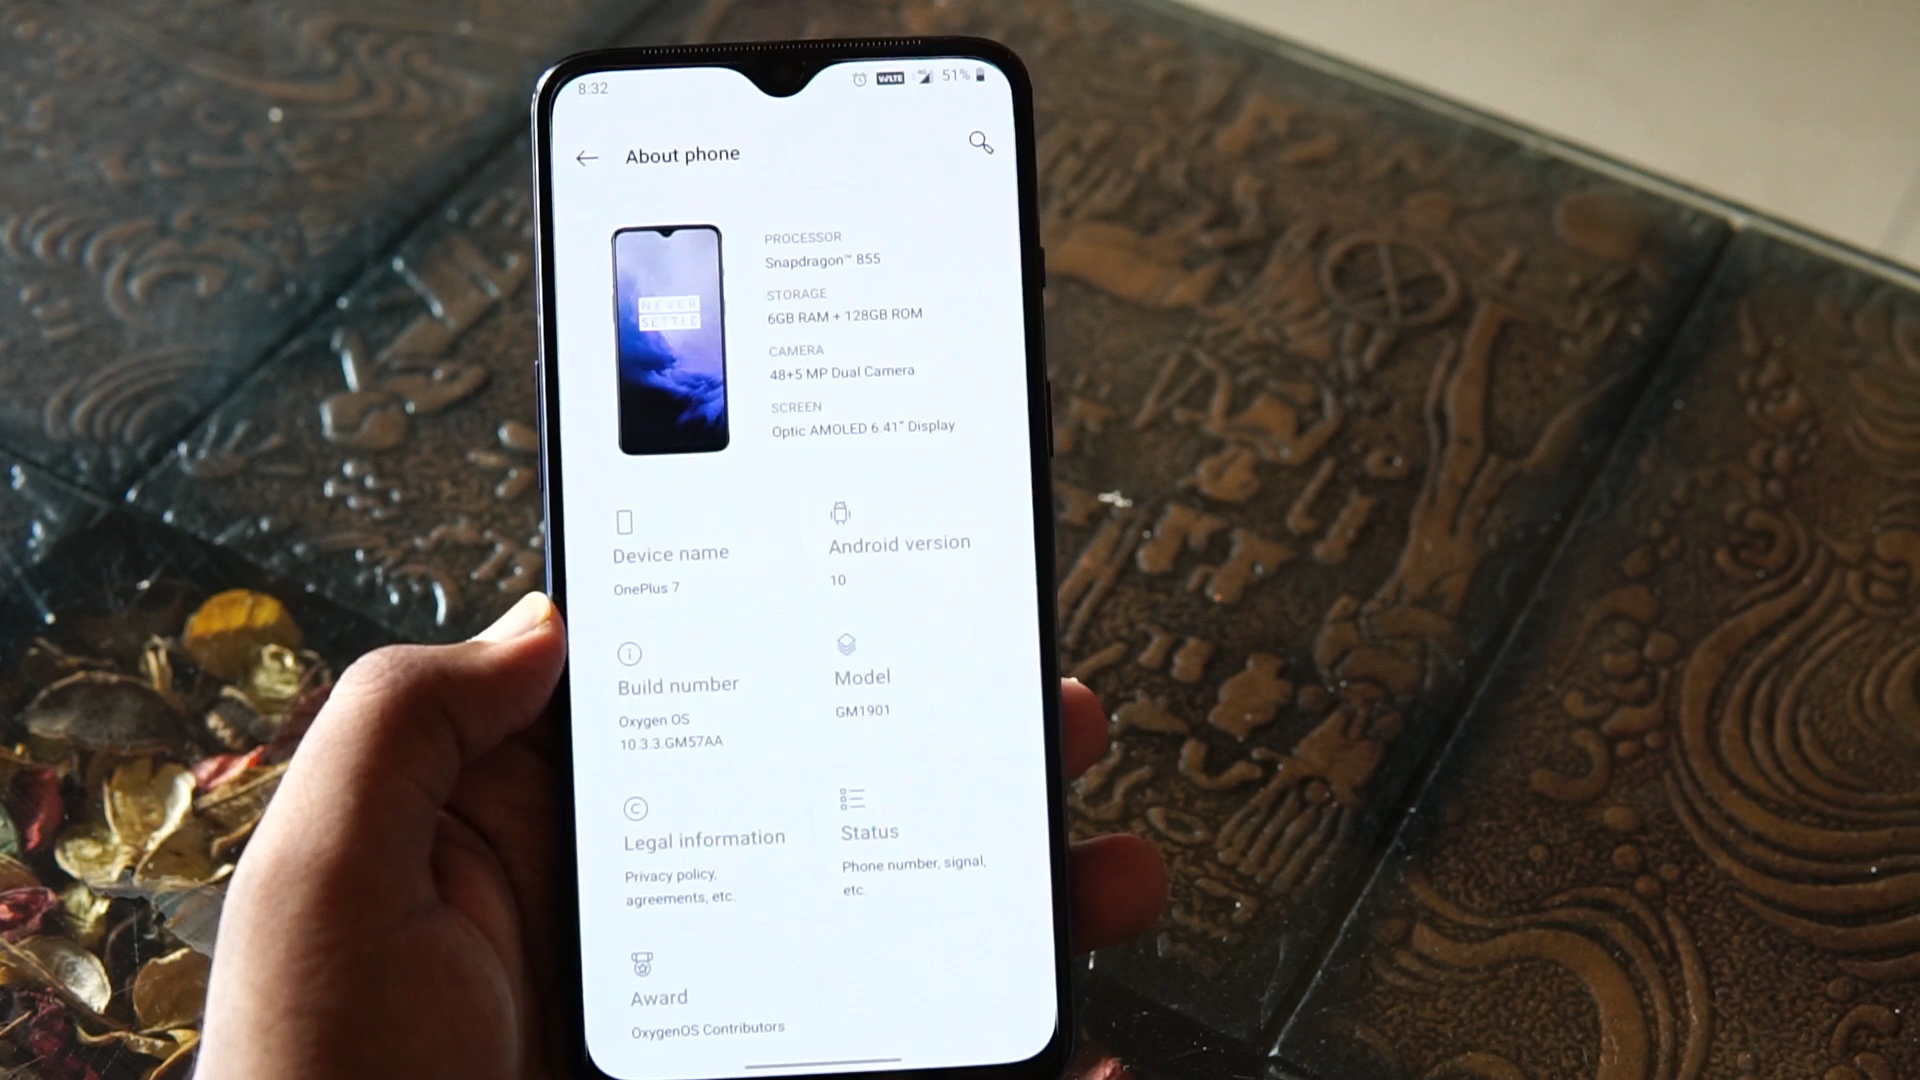 8:32
VoLTE 4G 51%
About phone
NEVER
SETTLE
PROCESSOR
Snapdragon™ 855
STORAGE
6GB RAM + 128GB ROM
CAMERA
48+5 MP Dual Camera
SCREEN
Optic AMOLED 6.41" Display
Device name
OnePlus 7
Android version
10
Build number
Oxygen OS
10.3.3.GM57AA
Model
GM1901
Legal information
Privacy policy,
agreements, etc.
Status
Phone number, signal,
etc.
Award
OxygenOS Contributors